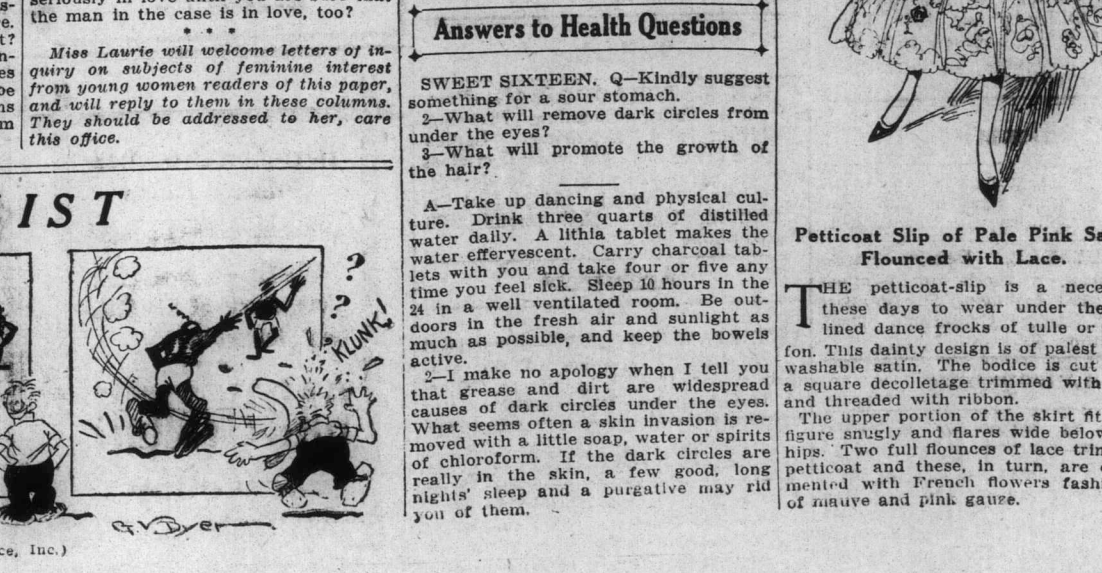 the man in the case is in love, too?
* * *
Miss Laurie will welcome letters of in-
quiry on subjects of feminine interest
from young women readers of this paper,
and will reply to them in these columns.
They should be addressed to her, care
this office.
IST
?
?
KLUNK!
G. V. Byer
ce, Inc.)
Answers to Health Questions
SWEET SIXTEEN. Q—Kindly suggest
something for a sour stomach.
2—What will remove dark circles from
under the eyes?
3—What will promote the growth of
the hair?
A—Take up dancing and physical cul-
ture. Drink three quarts of distilled
water daily. A lithia tablet makes the
water effervescent. Carry charcoal tab-
lets with you and take four or five any
time you feel sick. Sleep 10 hours in the
24 in a well ventilated room. Be out-
doors in the fresh air and sunlight as
much as possible, and keep the bowels
active.
2—I make no apology when I tell you
that grease and dirt are widespread
causes of dark circles under the eyes.
What seems often a skin invasion is re-
moved with a little soap, water or spirits
of chloroform. If the dark circles are
really in the skin, a few good, long
nights' sleep and a purgative may rid
you of them.
Petticoat Slip of Pale Pink Sa
Flounced with Lace.
THE petticoat-slip is a nece
these days to wear under the
lined dance frocks of tulle or
fon. This dainty design is of palest
washable satin. The bodice is cut
a square decolletage trimmed with
and threaded with ribbon.
The upper portion of the skirt fit
figure snugly and flares wide below
hips. Two full flounces of lace trim
petticoat and these, in turn, are
mented with French flowers fash
of mauve and pink gauze.